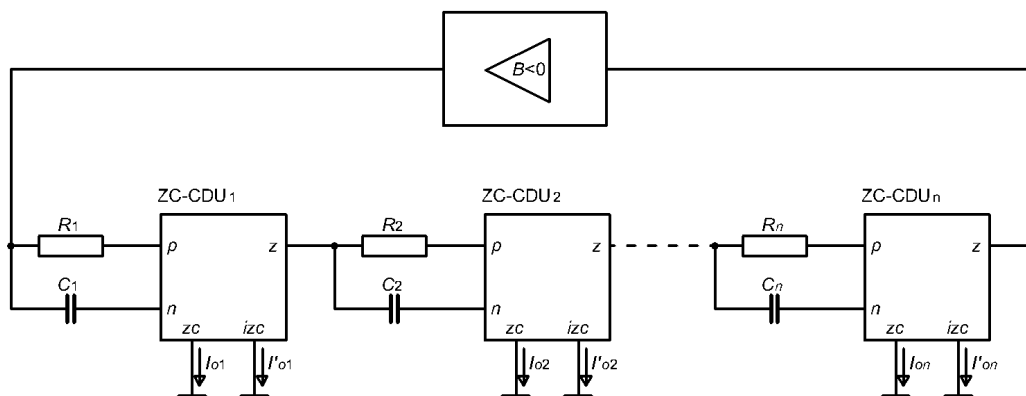 B<0
ZC-CDU1
ZC-CDU2
ZC-CDUn
R1
p
z
R2
p
z
Rn
p
z
C1
n
C2
n
Cn
n
zc
izc
zc
izc
zc
izc
Io1
I'o1
Io2
I'o2
Ion
I'on